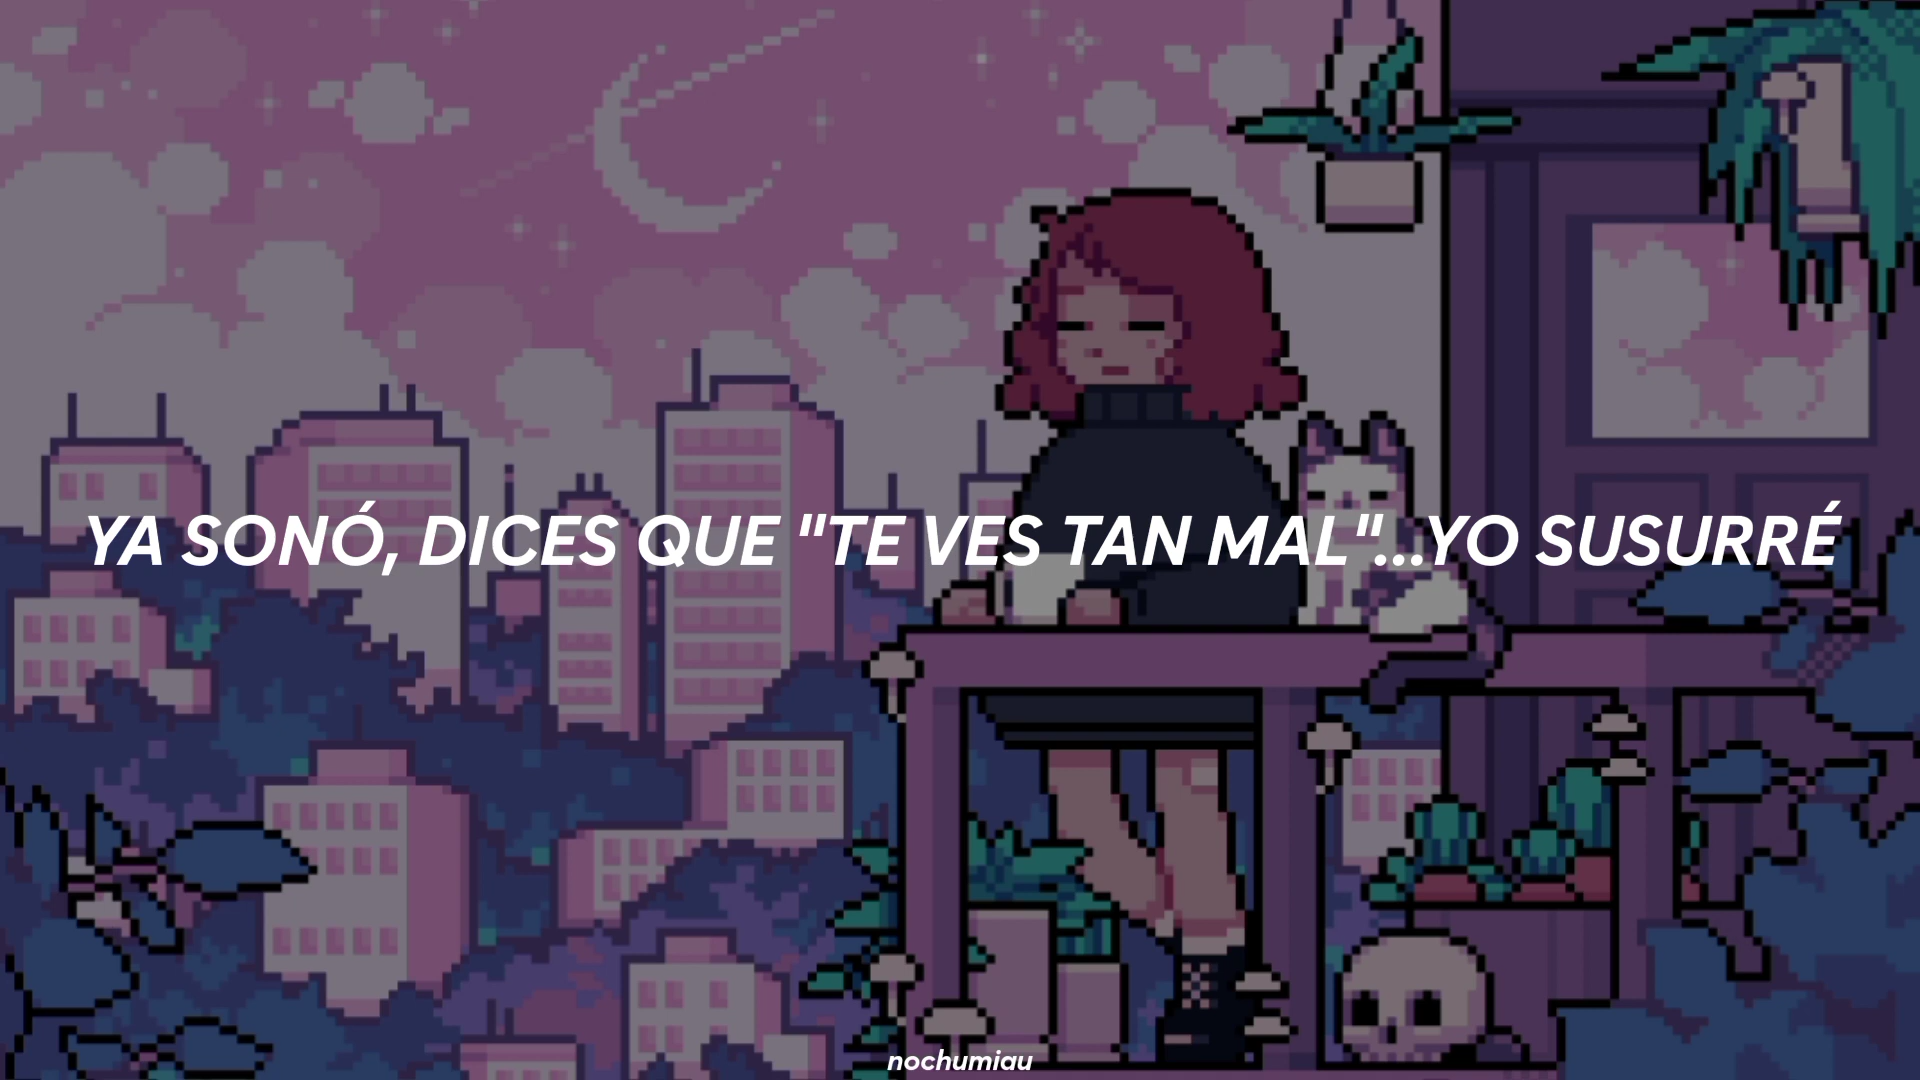 YA SONÓ, DICES QUE "TE VES TAN MAL"...YO SUSURRÉ
nochumiau